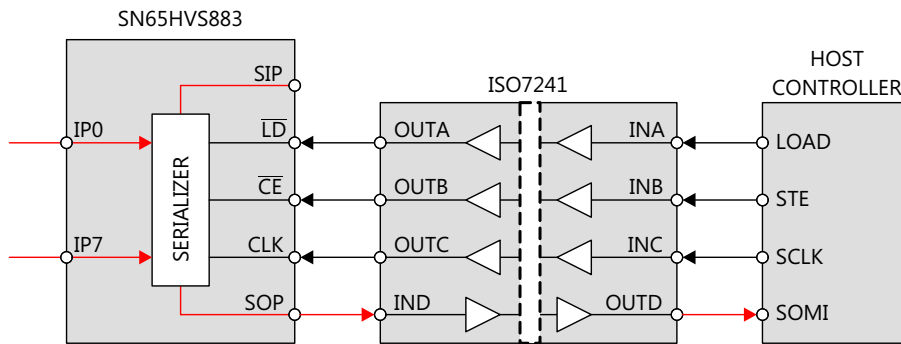 SN65HVS883
SIP
IP0
LD
CE
IP7
CLK
SOP
SERIALIZER
ISO7241
OUTA
INA
OUTB
INB
OUTC
INC
IND
OUTD
HOST
CONTROLLER
LOAD
STE
SCLK
SOMI